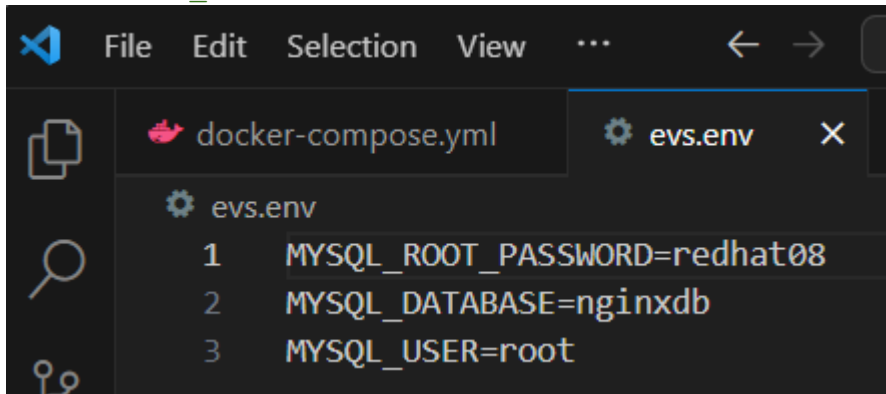 File Edit Selection View ...
docker-compose.yml evs.env
evs.env
1 MYSQL_ROOT_PASSWORD=redhat08
2 MYSQL_DATABASE=nginxdb
3 MYSQL_USER=root